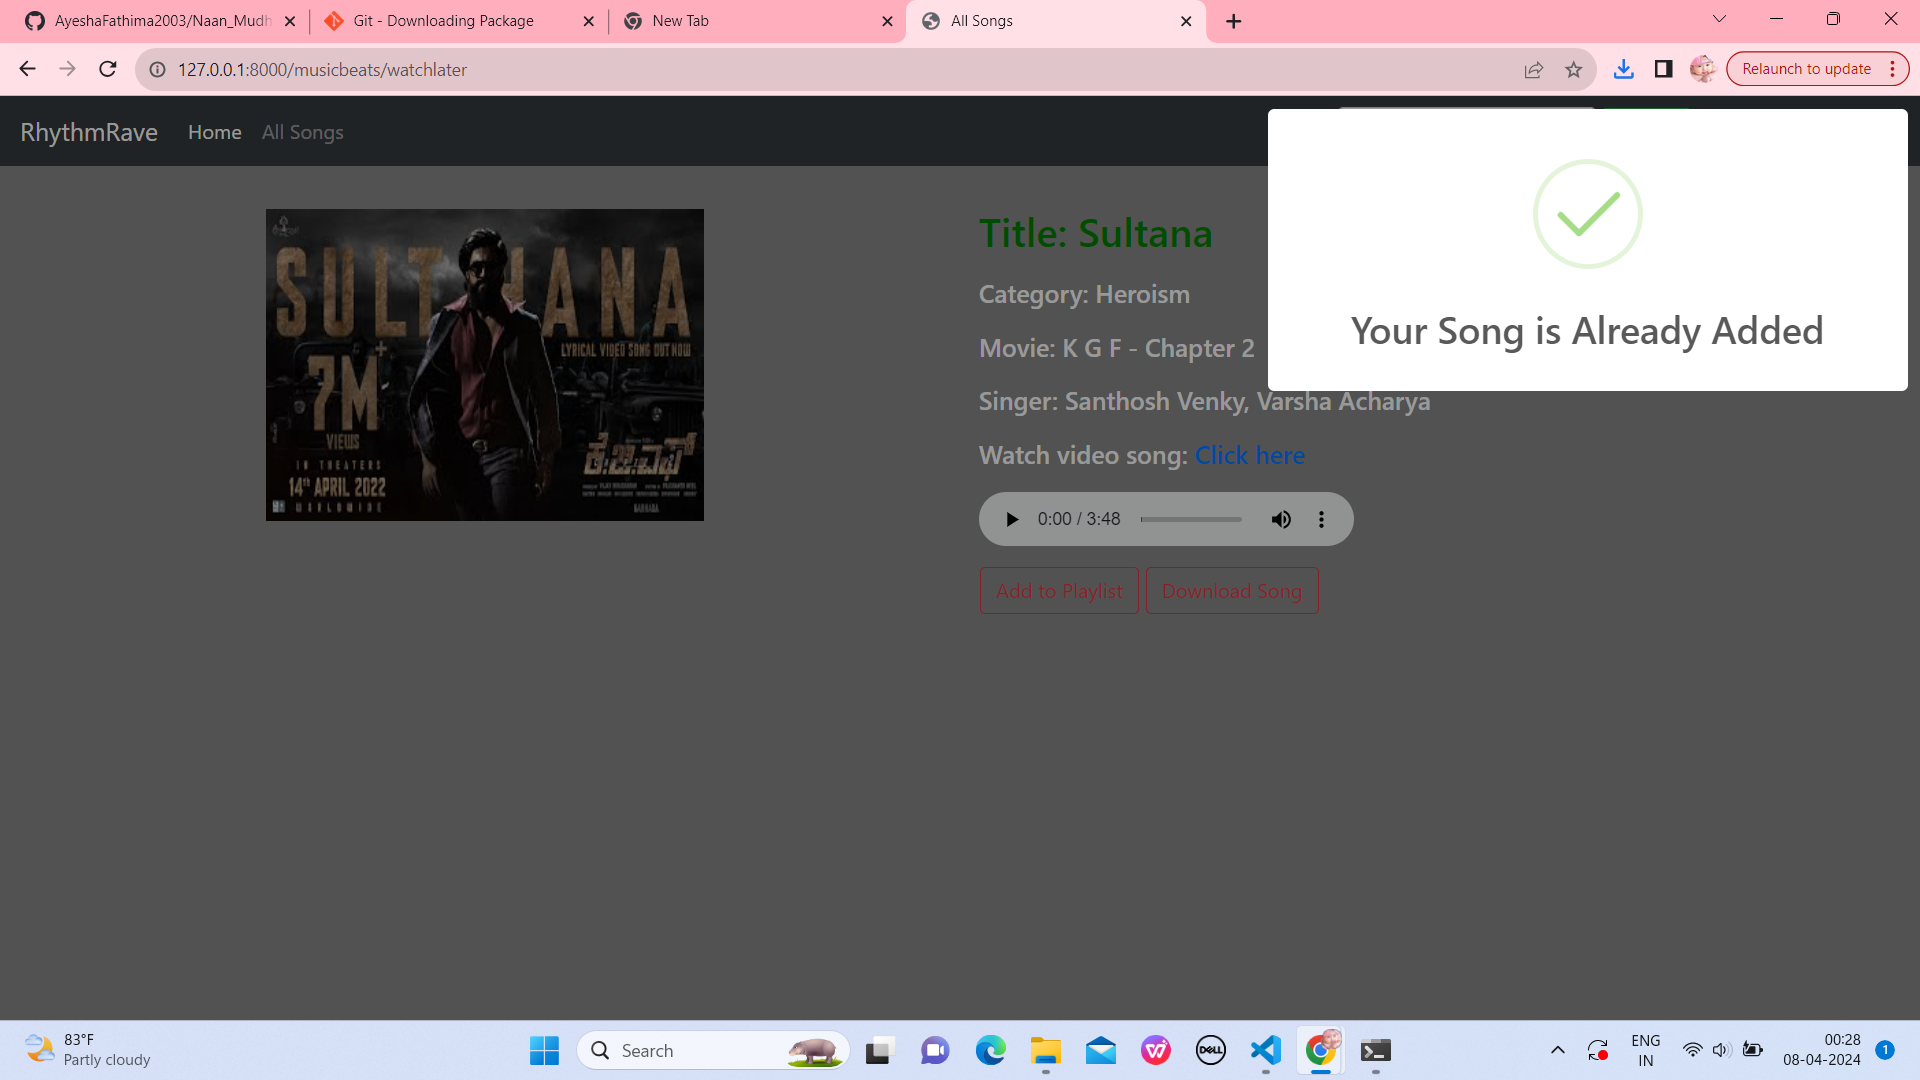 AyeshaFathima2003/Naan_Mudh
Git - Downloading Package
New Tab
All Songs
127.0.0.1:8000/musicbeats/watchlater
Relaunch to update
RhythmRave
Home
All Songs
Your Song is Already Added
SULTHANA
LYRICAL VIDEO SONG OUT NOW
+
7M
VIEWS
IN THEATERS
14th APRIL 2022
WORLDWIDE
ಕೆ.ಜಿ.ಎಫ್
KANNADA
Title: Sultana
Category: Heroism
Movie: K G F - Chapter 2
Singer: Santhosh Venky, Varsha Acharya
Watch video song: Click here
0:00 / 3:48
Add to Playlist
Download Song
83°F
Partly cloudy
Search
DELL
ENG
IN
00:28
08-04-2024
1